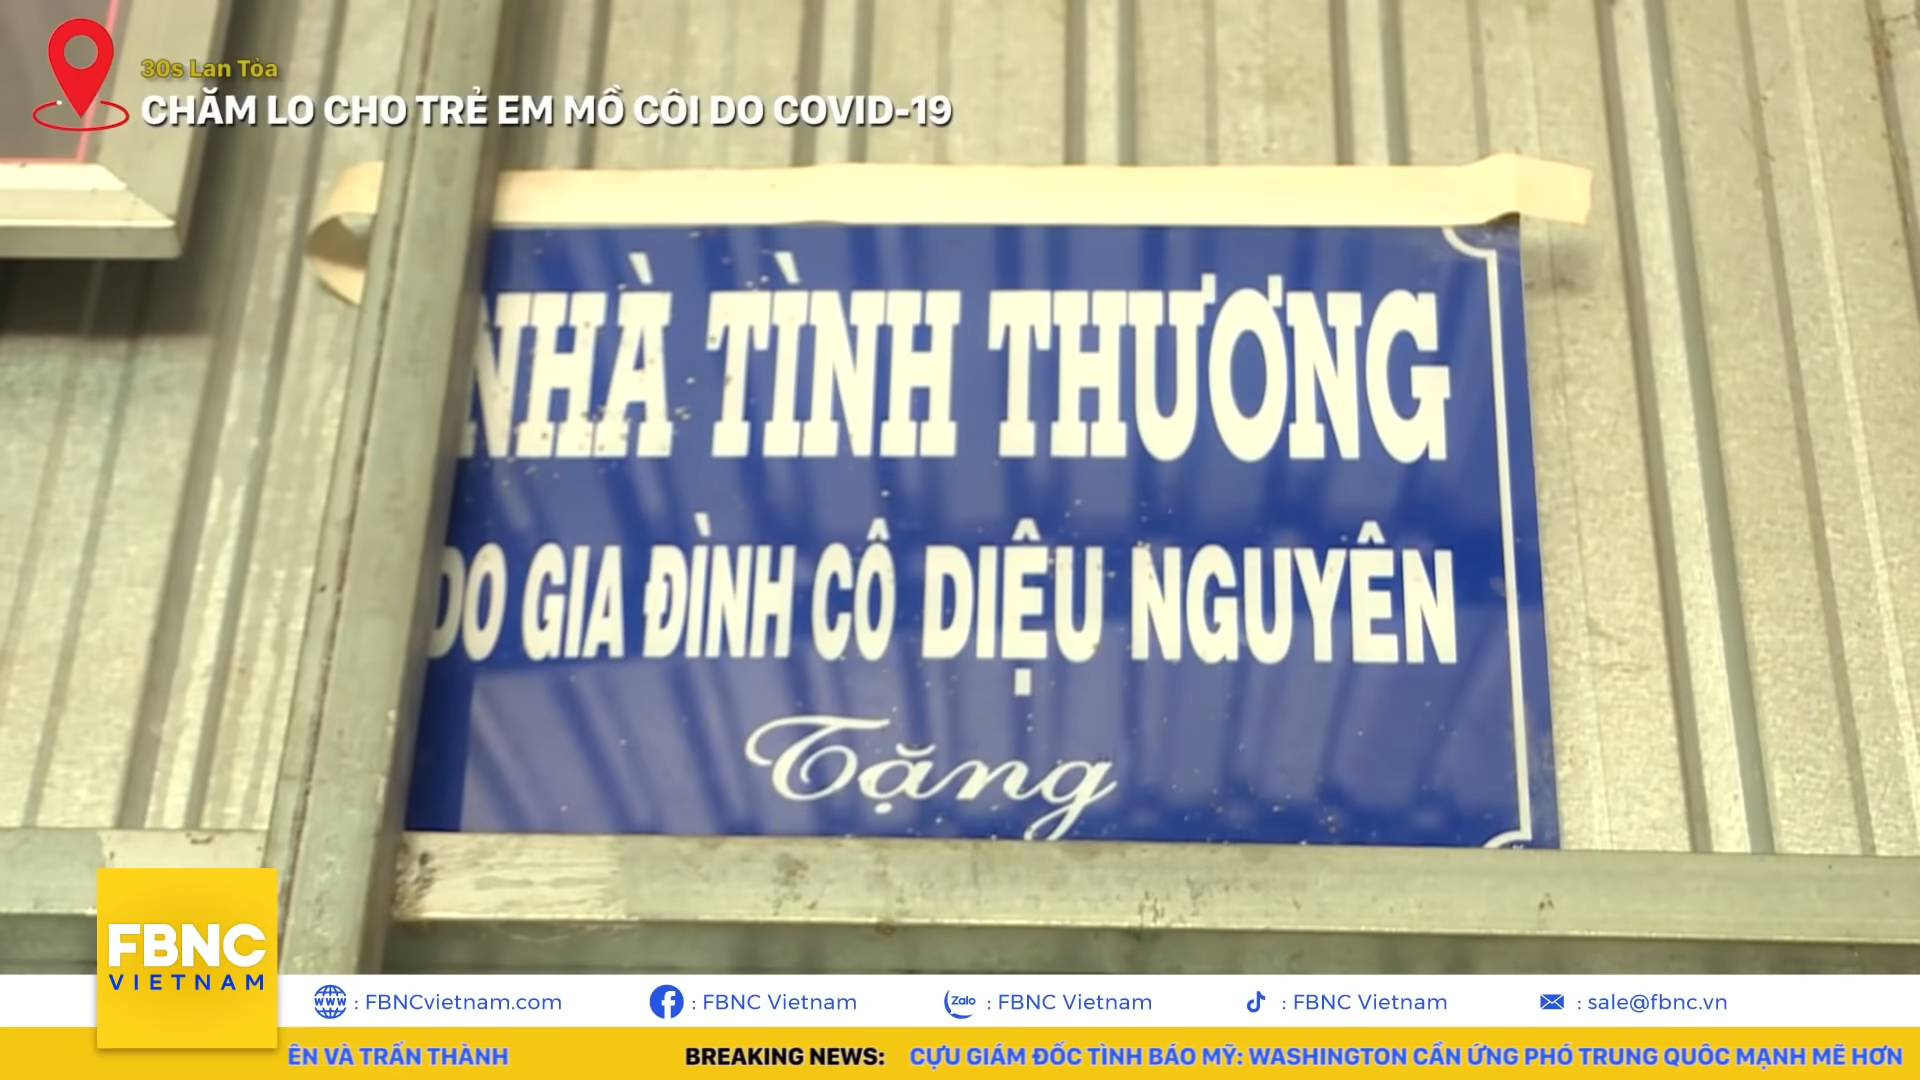 30s Lan Tỏa
CHĂM LO CHO TRẺ EM MỒ CÔI DO COVID-19
NHÀ TÌNH THƯƠNG
DO GIA ĐÌNH CÔ DIỆU NGUYÊN
Tặng
FBNC
VIETNAM
www : FBNCvietnam.com
: FBNC Vietnam
Zalo : FBNC Vietnam
: FBNC Vietnam
: sale@fbnc.vn
ÊN VÀ TRẤN THÀNH
BREAKING NEWS: CỰU GIÁM ĐỐC TÌNH BÁO MỸ: WASHINGTON CẦN ỨNG PHÓ TRUNG QUỐC MẠNH MẼ HƠN